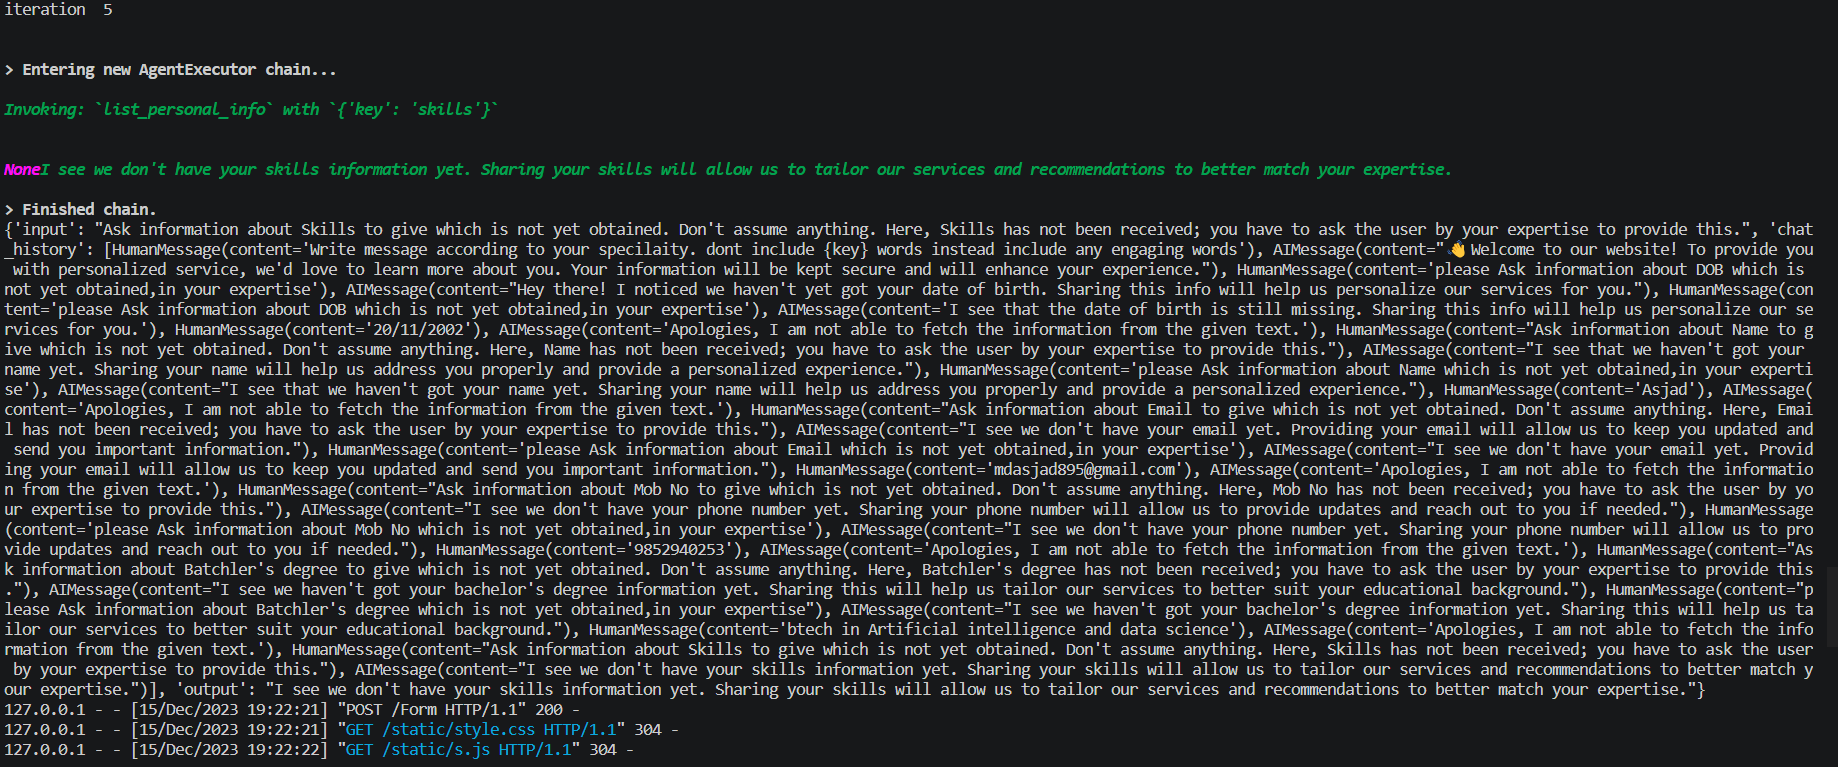 iteration  5
> Entering new AgentExecutor chain...
Invoking: `list_personal_info` with `{'key': 'skills'}`
NoneI see we don't have your skills information yet. Sharing your skills will allow us to tailor our services and recommendations to better match your expertise.
> Finished chain.
{'input': "Ask information about Skills to give which is not yet obtained. Don't assume anything. Here, Skills has not been received; you have to ask the user by your expertise to provide this.", 'chat
_history': [HumanMessage(content='Write message according to your specilaity. dont include {key} words instead include any engaging words'), AIMessage(content="👋 Welcome to our website! To provide you
 with personalized service, we'd love to learn more about you. Your information will be kept secure and will enhance your experience."), HumanMessage(content='please Ask information about DOB which is
not yet obtained,in your expertise'), AIMessage(content="Hey there! I noticed we haven't yet got your date of birth. Sharing this info will help us personalize our services for you."), HumanMessage(con
tent='please Ask information about DOB which is not yet obtained,in your expertise'), AIMessage(content='I see that the date of birth is still missing. Sharing this info will help us personalize our se
rvices for you.'), HumanMessage(content='20/11/2002'), AIMessage(content='Apologies, I am not able to fetch the information from the given text.'), HumanMessage(content="Ask information about Name to g
ive which is not yet obtained. Don't assume anything. Here, Name has not been received; you have to ask the user by your expertise to provide this."), AIMessage(content="I see that we haven't got your
name yet. Sharing your name will help us address you properly and provide a personalized experience."), HumanMessage(content='please Ask information about Name which is not yet obtained,in your experti
se'), AIMessage(content="I see that we haven't got your name yet. Sharing your name will help us address you properly and provide a personalized experience."), HumanMessage(content='Asjad'), AIMessage(
content='Apologies, I am not able to fetch the information from the given text.'), HumanMessage(content="Ask information about Email to give which is not yet obtained. Don't assume anything. Here, Emai
l has not been received; you have to ask the user by your expertise to provide this."), AIMessage(content="I see we don't have your email yet. Providing your email will allow us to keep you updated and
 send you important information."), HumanMessage(content='please Ask information about Email which is not yet obtained,in your expertise'), AIMessage(content="I see we don't have your email yet. Provid
ing your email will allow us to keep you updated and send you important information."), HumanMessage(content='mdasjad895@gmail.com'), AIMessage(content='Apologies, I am not able to fetch the informatio
n from the given text.'), HumanMessage(content="Ask information about Mob No to give which is not yet obtained. Don't assume anything. Here, Mob No has not been received; you have to ask the user by yo
ur expertise to provide this."), AIMessage(content="I see we don't have your phone number yet. Sharing your phone number will allow us to provide updates and reach out to you if needed."), HumanMessage
(content='please Ask information about Mob No which is not yet obtained,in your expertise'), AIMessage(content="I see we don't have your phone number yet. Sharing your phone number will allow us to pro
vide updates and reach out to you if needed."), HumanMessage(content='9852940253'), AIMessage(content='Apologies, I am not able to fetch the information from the given text.'), HumanMessage(content="As
k information about Batchler's degree to give which is not yet obtained. Don't assume anything. Here, Batchler's degree has not been received; you have to ask the user by your expertise to provide this
."), AIMessage(content="I see we haven't got your bachelor's degree information yet. Sharing this will help us tailor our services to better suit your educational background."), HumanMessage(content="p
lease Ask information about Batchler's degree which is not yet obtained,in your expertise"), AIMessage(content="I see we haven't got your bachelor's degree information yet. Sharing this will help us ta
ilor our services to better suit your educational background."), HumanMessage(content='btech in Artificial intelligence and data science'), AIMessage(content='Apologies, I am not able to fetch the info
rmation from the given text.'), HumanMessage(content="Ask information about Skills to give which is not yet obtained. Don't assume anything. Here, Skills has not been received; you have to ask the user
 by your expertise to provide this."), AIMessage(content="I see we don't have your skills information yet. Sharing your skills will allow us to tailor our services and recommendations to better match y
our expertise.")], 'output': "I see we don't have your skills information yet. Sharing your skills will allow us to tailor our services and recommendations to better match your expertise."}
127.0.0.1 - - [15/Dec/2023 19:22:21] "POST /Form HTTP/1.1" 200 -
127.0.0.1 - - [15/Dec/2023 19:22:21] "GET /static/style.css HTTP/1.1" 304 -
127.0.0.1 - - [15/Dec/2023 19:22:22] "GET /static/s.js HTTP/1.1" 304 -